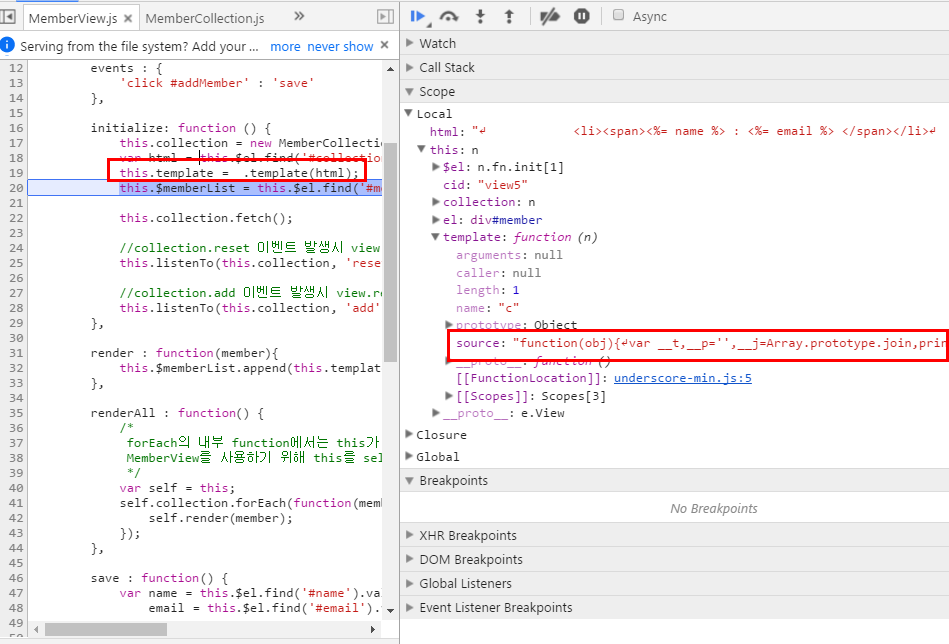 MemberView.js × MemberCollection.js »
Serving from the file system? Add your ... more never show ×
12 events : {
13 'click #addMember' : 'save'
14 },
15
16 initialize: function () {
17 this.collection = new MemberCollectio
18 var html = this.$el.find('#collection
19 this.template = _.template(html);
20 this.$memberList = this.$el.find('#me
21
22 this.collection.fetch();
23
24 //collection.reset 이벤트 발생시 view
25 this.listenTo(this.collection, 'rese
26
27 //collection.add 이벤트 발생시 view.re
28 this.listenTo(this.collection, 'add'
29 },
30
31 render : function(member){
32 this.$memberList.append(this.templat
33 },
34
35 renderAll : function() {
36 /*
37 forEach의 내부 function에서는 this가
38 MemberView를 사용하기 위해 this를 sel
39 */
40 var self = this;
41 self.collection.forEach(function(mem
42 self.render(member);
43 });
44 },
45
46 save : function() {
47 var name = this.$el.find('#name').va
48 email = this.$el.find('#email').
49
50
Async
Watch
Call Stack
Scope
Local
html: "↵ <li><span><%= name %> : <%= email %> </span></li>↵
this: n
$el: n.fn.init[1]
cid: "view5"
collection: n
el: div#member
template: function (n)
arguments: null
caller: null
length: 1
name: "c"
prototype: Object
source: "function(obj){↵var __t,__p='',__j=Array.prototype.join,prin
__proto__: function ()
[[FunctionLocation]]: underscore-min.js:5
[[Scopes]]: Scopes[3]
__proto__: e.View
Closure
Global
Breakpoints
No Breakpoints
XHR Breakpoints
DOM Breakpoints
Global Listeners
Event Listener Breakpoints